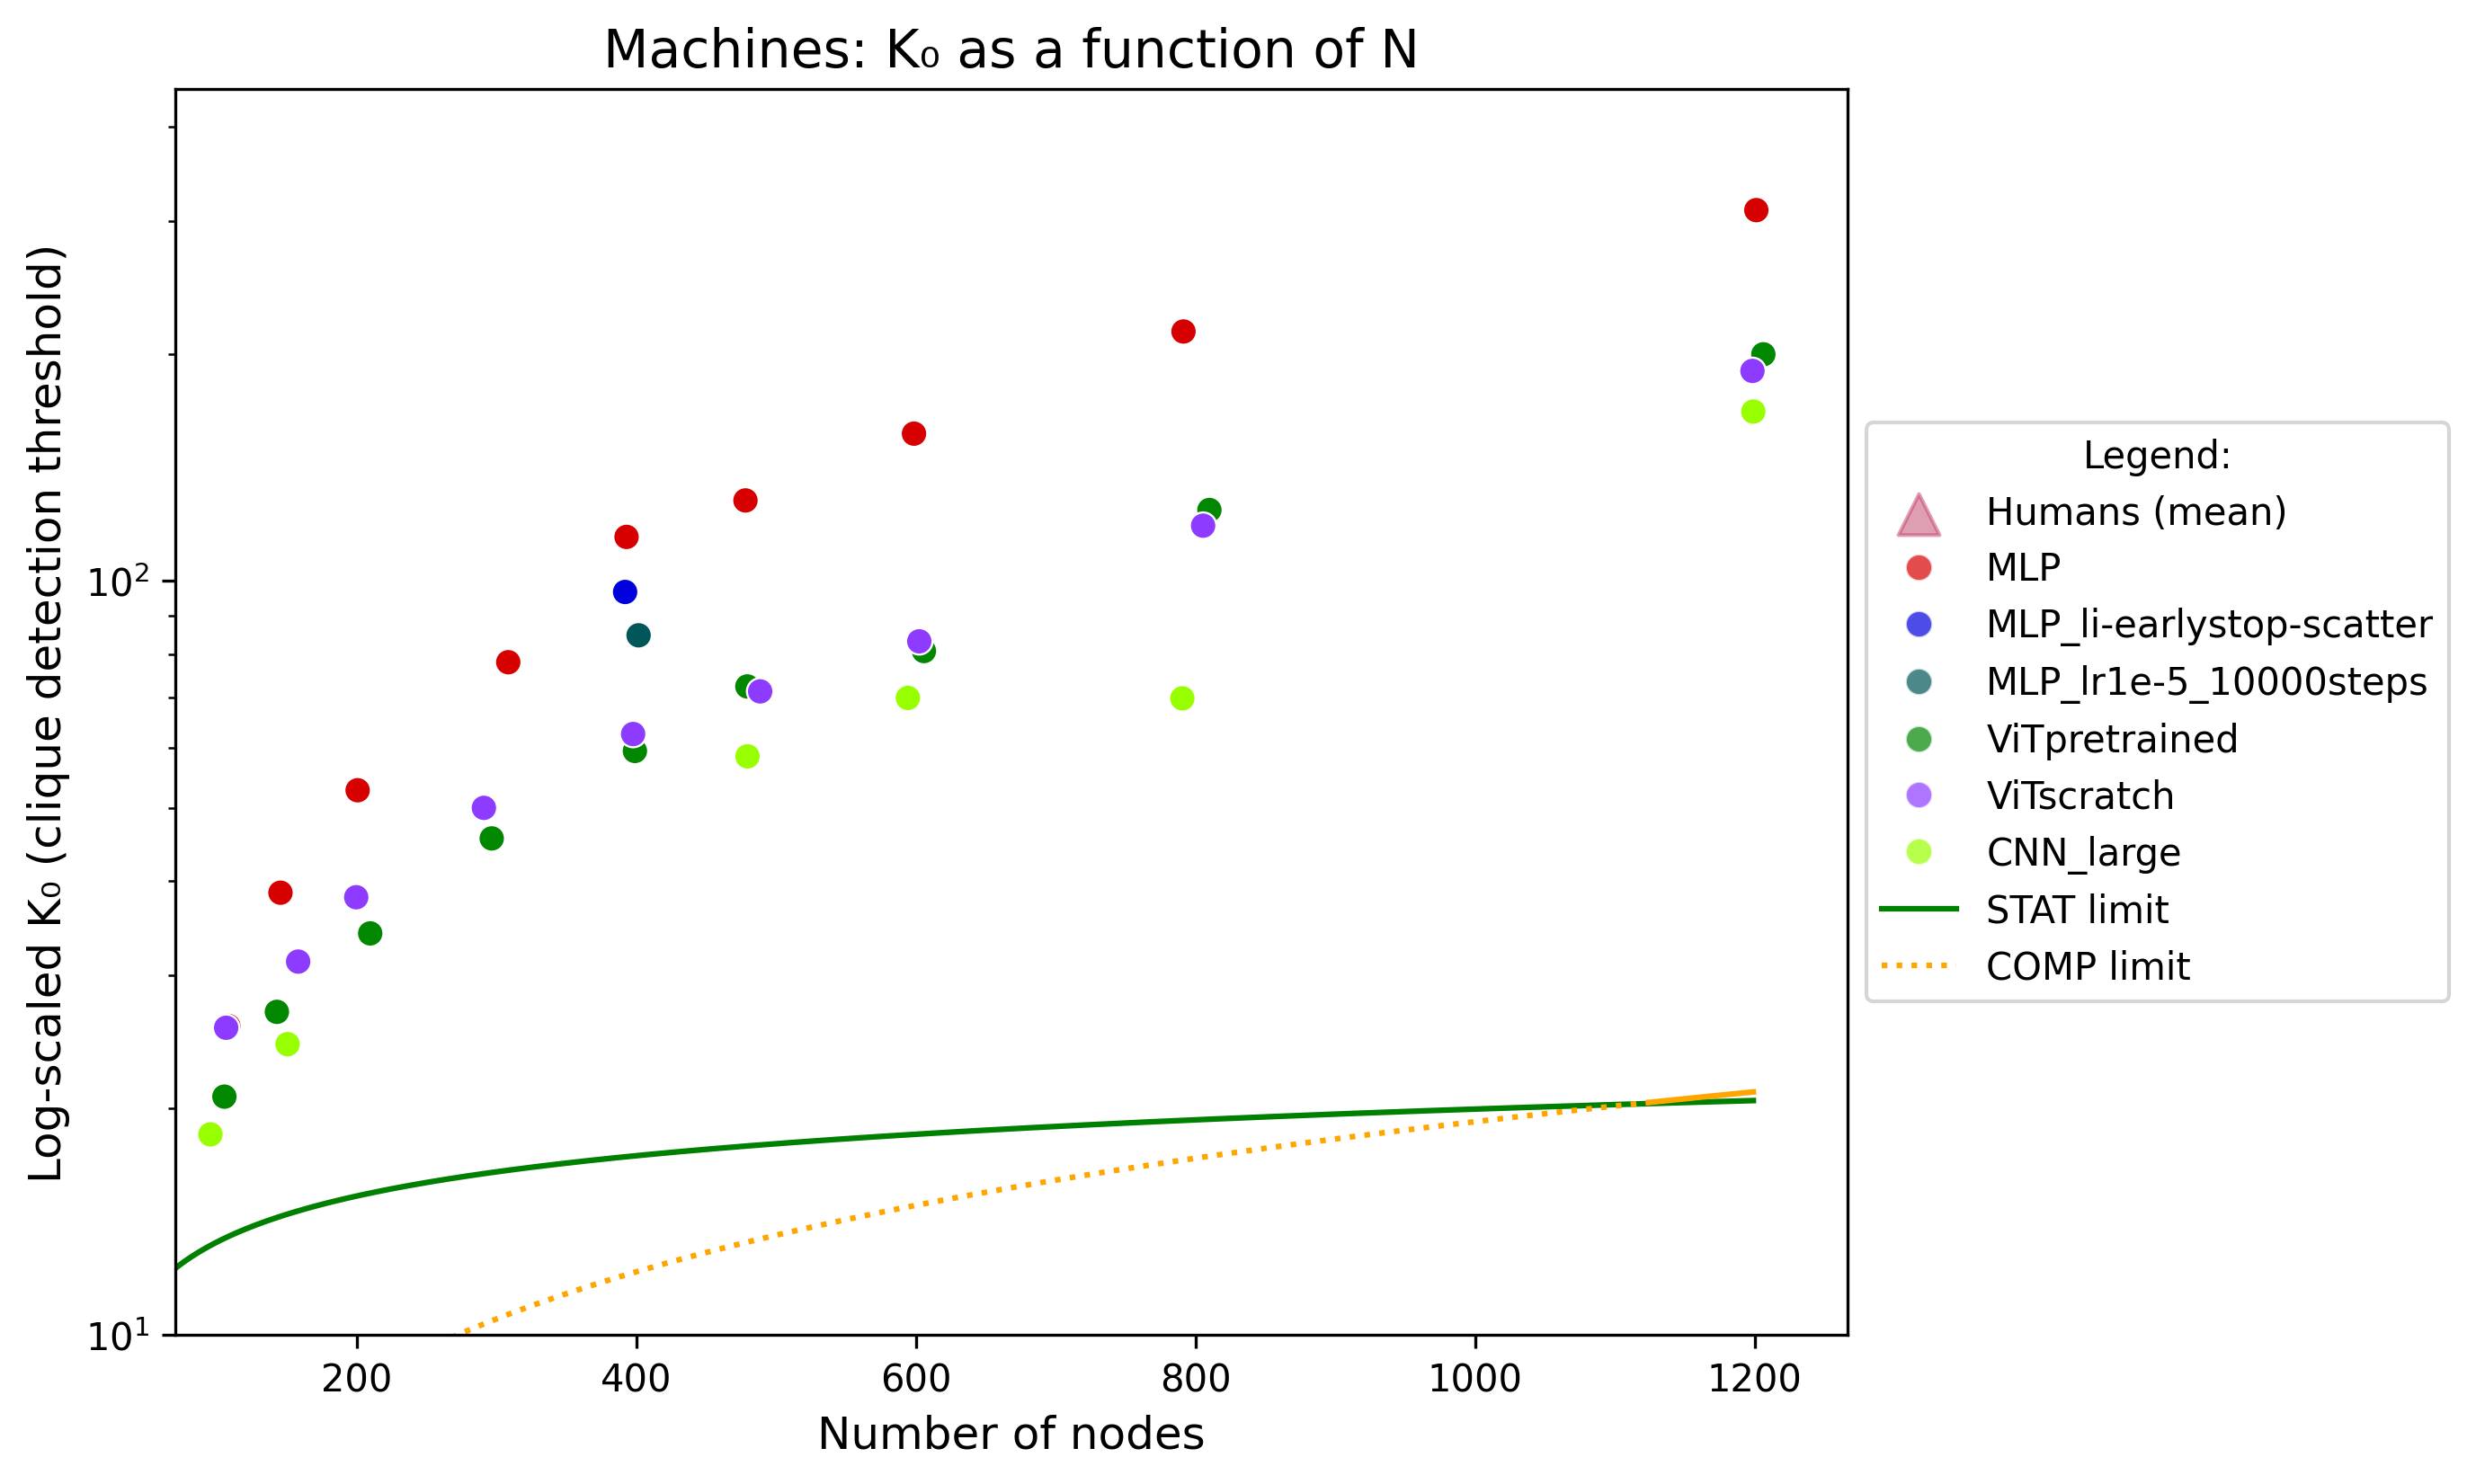 Machines: K₀ as a function of N
Log-scaled K₀ (clique detection threshold)
10²
10¹
200
400
600
800
1000
1200
Number of nodes
Legend:
Humans (mean)
MLP
MLP_li-earlystop-scatter
MLP_lr1e-5_10000steps
ViTpretrained
ViTscratch
CNN_large
STAT limit
COMP limit